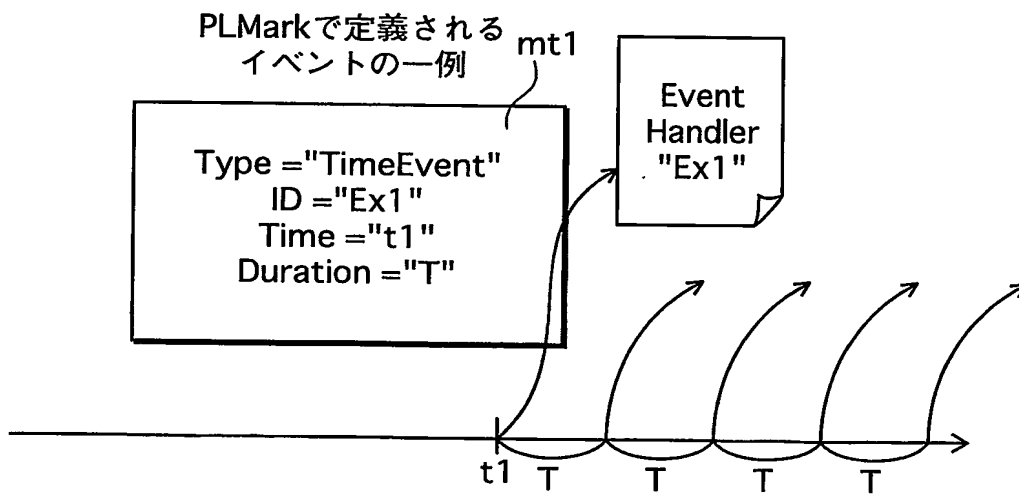 PLMarkで定義される
イベントの一例
mt1
Type ="TimeEvent"
ID ="Ex1"
Time ="t1"
Duration ="T"
Event
Handler
"Ex1"
t1
T
T
T
T